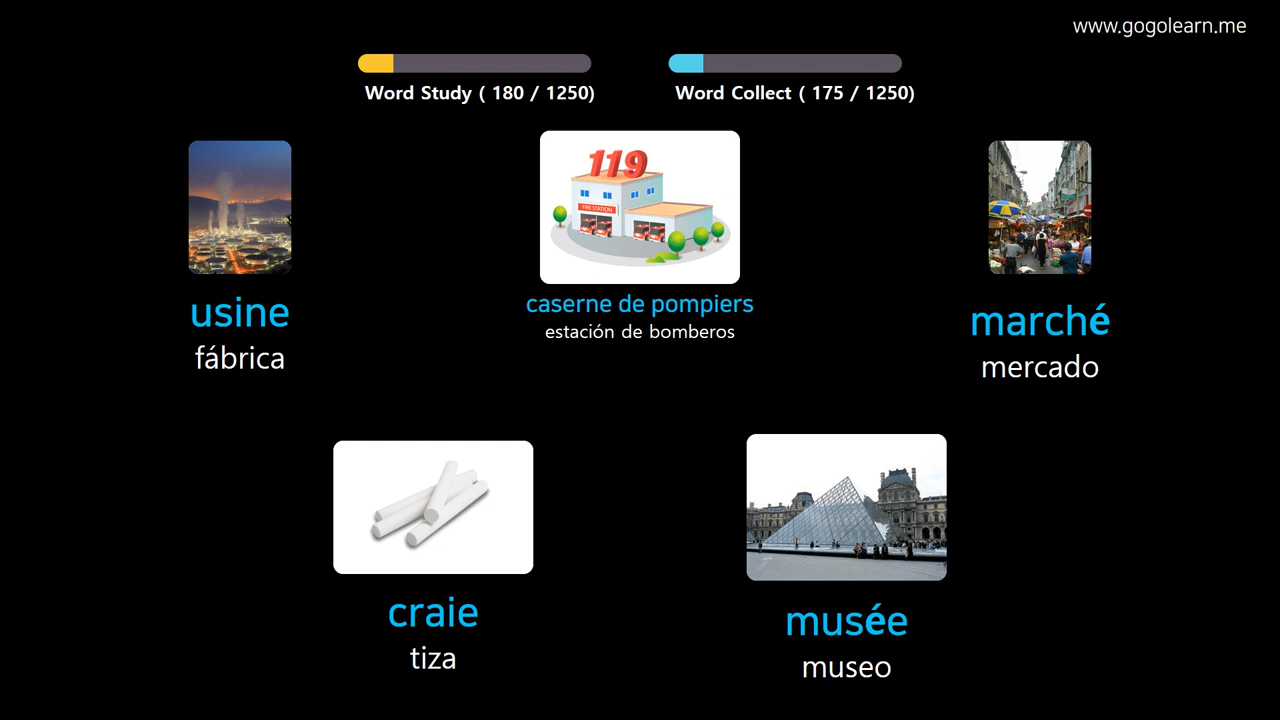 www.gogolearn.me
Word Study ( 180 / 1250)
Word Collect ( 175 / 1250)
119
FIRE STATION
usine
fábrica
caserne de pompiers
estación de bomberos
marché
mercado
craie
tiza
musée
museo